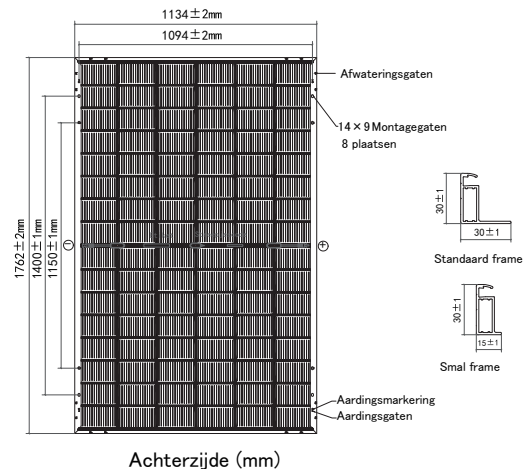 1134±2mm
1094±2mm
Afwateringsgaten
14×9 Montagegaten
8 plaatsen
1762±2mm
1400±1mm
1150±1mm
30±1
30±1
Standaard frame
30±1
15±1
Smal frame
Aardingsmarkering
Aardingsgaten
Achterzijde (mm)